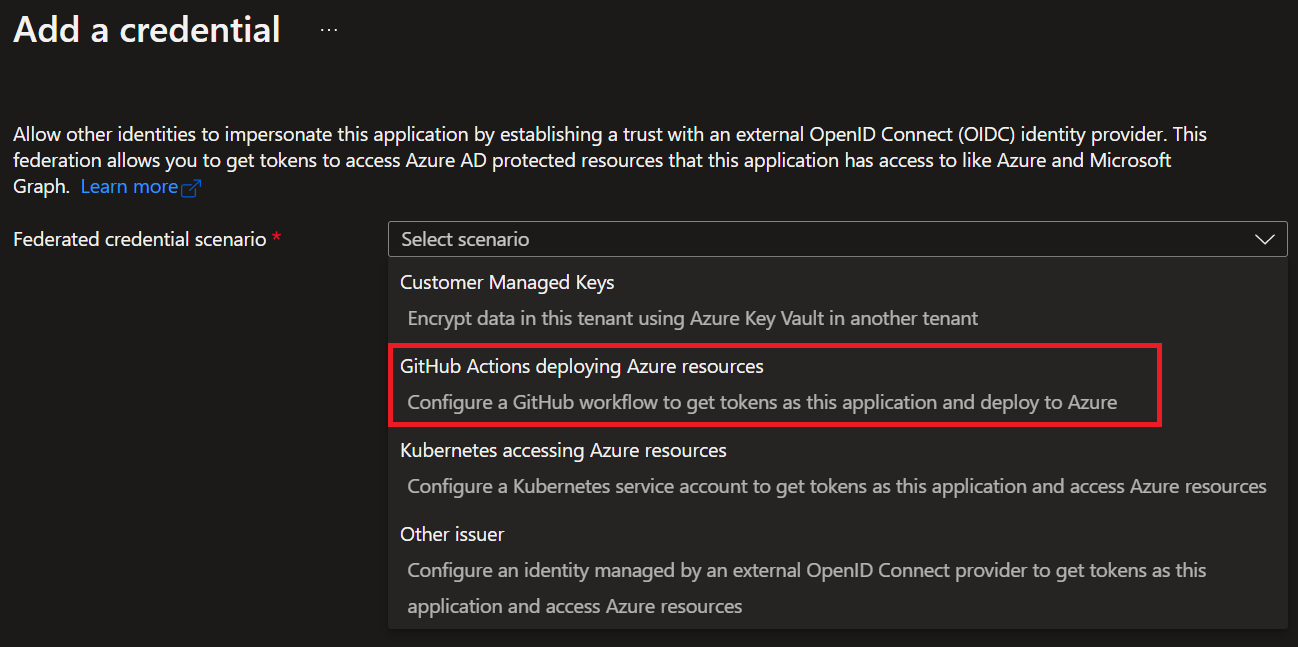 Add a credential ...
Allow other identities to impersonate this application by establishing a trust with an external OpenID Connect (OIDC) identity provider. This
federation allows you to get tokens to access Azure AD protected resources that this application has access to like Azure and Microsoft
Graph. Learn more
Federated credential scenario * Select scenario
Customer Managed Keys
Encrypt data in this tenant using Azure Key Vault in another tenant
GitHub Actions deploying Azure resources
Configure a GitHub workflow to get tokens as this application and deploy to Azure
Kubernetes accessing Azure resources
Configure a Kubernetes service account to get tokens as this application and access Azure resources
Other issuer
Configure an identity managed by an external OpenID Connect provider to get tokens as this
application and access Azure resources